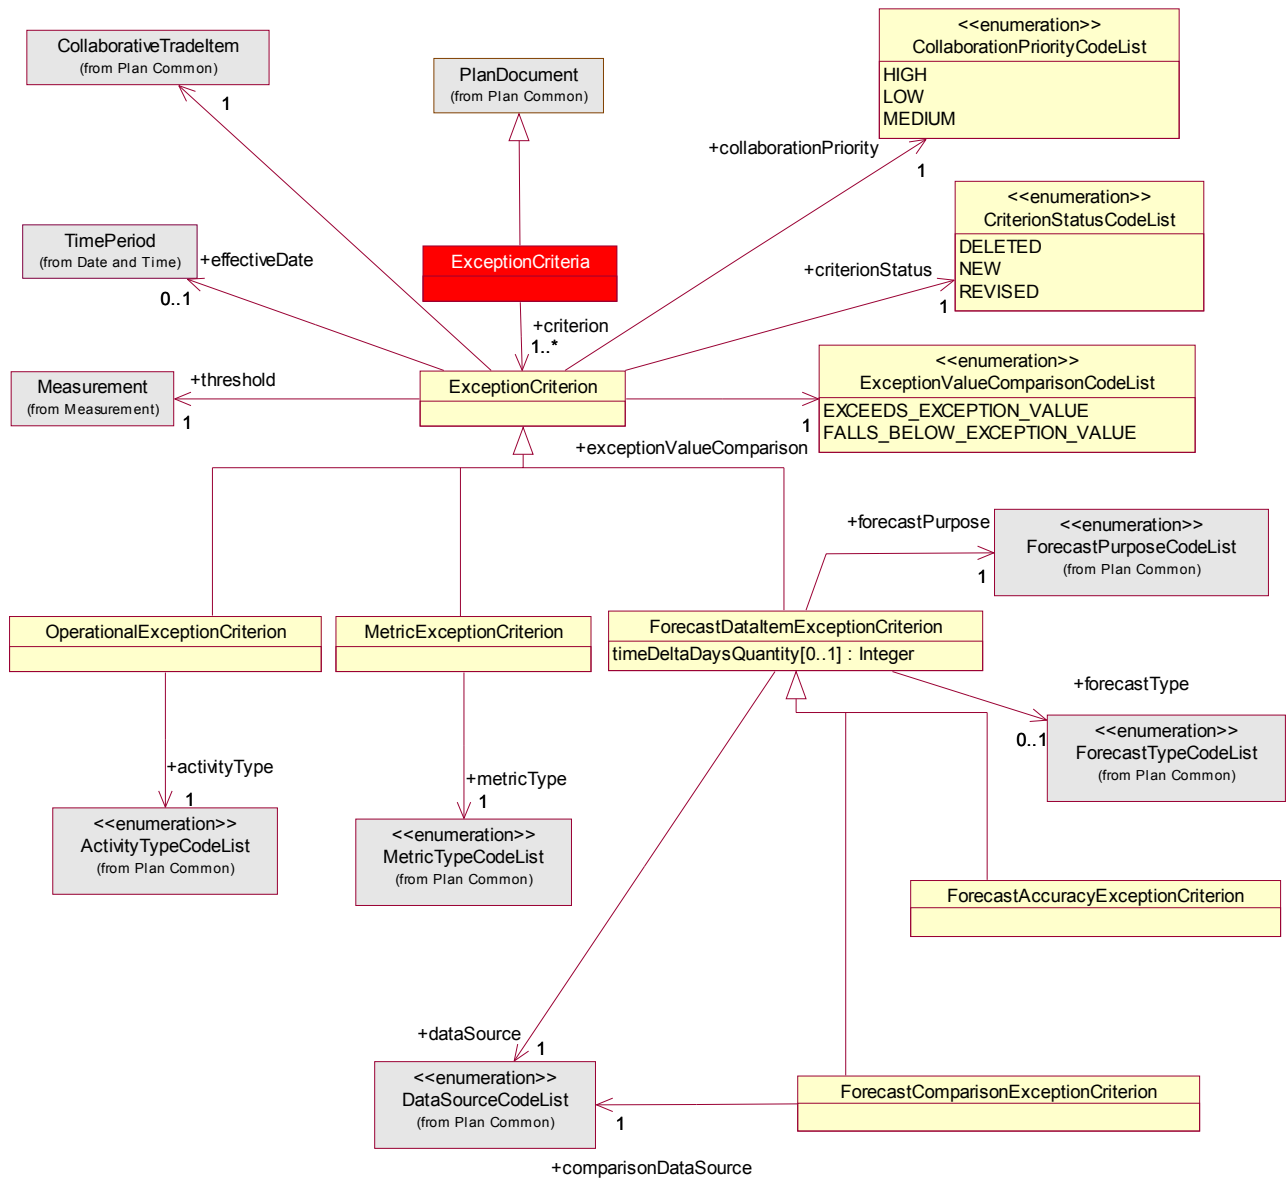 CollaborativeTradeItem
(from Plan Common)
1
PlanDocument
(from Plan Common)
<<enumeration>>
CollaborationPriorityCodeList
HIGH
LOW
MEDIUM
+collaborationPriority
1
<<enumeration>>
CriterionStatusCodeList
DELETED
NEW
REVISED
+criterionStatus
1
TimePeriod
(from Date and Time)
+effectiveDate
0..1
ExceptionCriteria
+criterion
1..*
Measurement
(from Measurement)
+threshold
1
ExceptionCriterion
<<enumeration>>
ExceptionValueComparisonCodeList
EXCEEDS_EXCEPTION_VALUE
FALLS_BELOW_EXCEPTION_VALUE
1
+exceptionValueComparison
+forecastPurpose
1
<<enumeration>>
ForecastPurposeCodeList
(from Plan Common)
OperationalExceptionCriterion
MetricExceptionCriterion
ForecastDataItemExceptionCriterion
timeDeltaDaysQuantity[0..1] : Integer
+forecastType
0..1
<<enumeration>>
ForecastTypeCodeList
(from Plan Common)
+activityType
1
<<enumeration>>
ActivityTypeCodeList
(from Plan Common)
+metricType
1
<<enumeration>>
MetricTypeCodeList
(from Plan Common)
ForecastAccuracyExceptionCriterion
+dataSource
1
<<enumeration>>
DataSourceCodeList
(from Plan Common)
1
ForecastComparisonExceptionCriterion
+comparisonDataSource